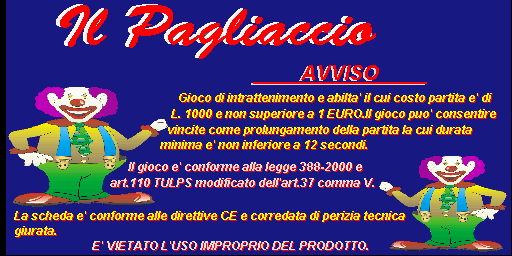 Il Pagliaccio
AVVISO
Gioco di intrattenimento e abilta' il cui costo partita e' di
L. 1000 e non superiore a 1 EURO.Il gioco puo' consentire
vincite come prolungamento della partita la cui durata
minima e' non inferiore a 12 secondi.
Il gioco e' conforme alla legge 388-2000 e
art.110 TULPS modificato dell'art.37 comma V.
La scheda e' conforme alle direttive CE e corredata di perizia tecnica
giurata.
E' VIETATO L'USO IMPROPRIO DEL PRODOTTO.